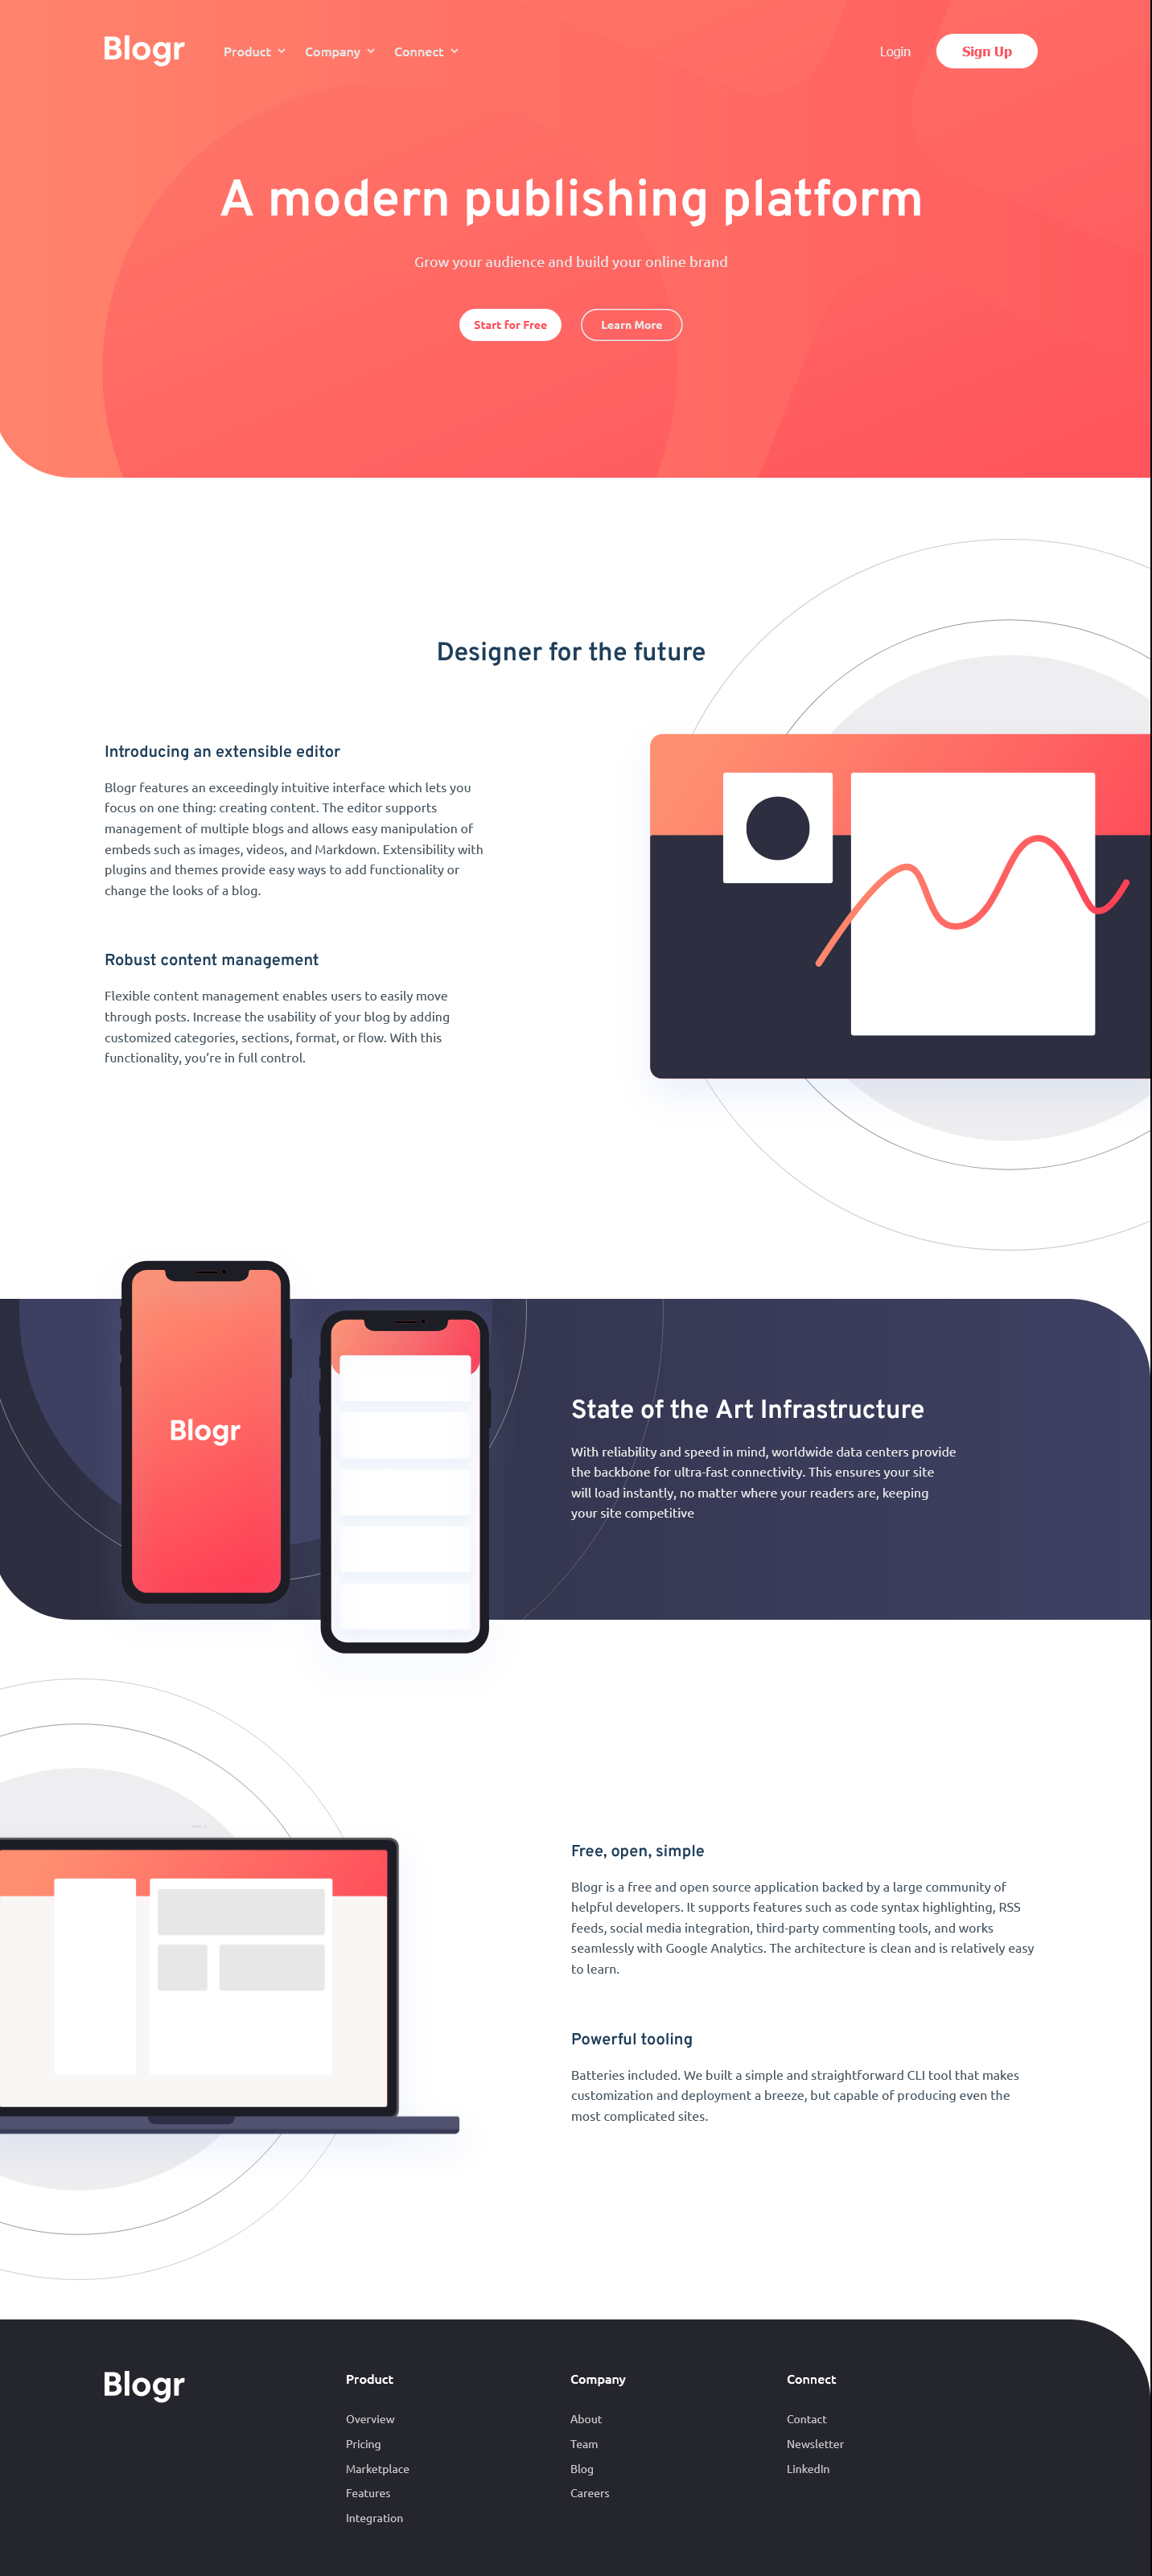 Blogr
Product
Company
Connect
Login
Sign Up
A modern publishing platform
Grow your audience and build your online brand
Start for Free
Learn More
Designer for the future
Introducing an extensible editor
Blogr features an exceedingly intuitive interface which lets you
focus on one thing: creating content. The editor supports
management of multiple blogs and allows easy manipulation of
embeds such as images, videos, and Markdown. Extensibility with
plugins and themes provide easy ways to add functionality or
change the looks of a blog.
Robust content management
Flexible content management enables users to easily move
through posts. Increase the usability of your blog by adding
customized categories, sections, format, or flow. With this
functionality, you’re in full control.
Blogr
State of the Art Infrastructure
With reliability and speed in mind, worldwide data centers provide
the backbone for ultra-fast connectivity. This ensures your site
will load instantly, no matter where your readers are, keeping
your site competitive
Free, open, simple
Blogr is a free and open source application backed by a large community of
helpful developers. It supports features such as code syntax highlighting, RSS
feeds, social media integration, third-party commenting tools, and works
seamlessly with Google Analytics. The architecture is clean and is relatively easy
to learn.
Powerful tooling
Batteries included. We built a simple and straightforward CLI tool that makes
customization and deployment a breeze, but capable of producing even the
most complicated sites.
Blogr
Product
Overview
Pricing
Marketplace
Features
Integration
Company
About
Team
Blog
Careers
Connect
Contact
Newsletter
LinkedIn